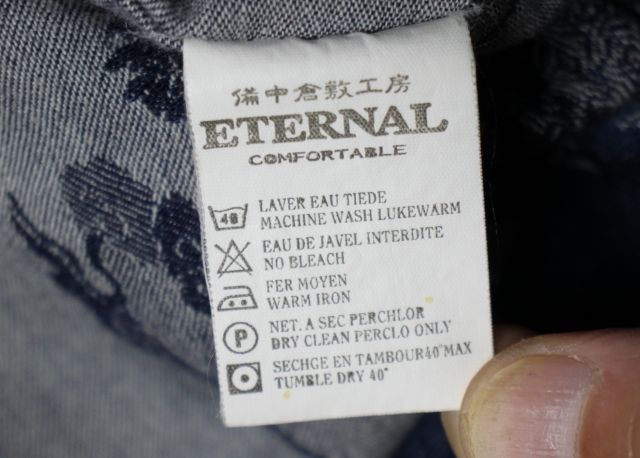 備中倉敷工房
ETERNAL
COMFORTABLE
40
LAVER EAU TIEDE
MACHINE WASH LUKEWARM
EAU DE JAVEL INTERDITE
NO BLEACH
FER MOYEN
WARM IRON
P
NET. A SEC PERCHLOR
DRY CLEAN PERCLO ONLY
SECHGE EN TAMBOUR40°MAX
TUMBLE DRY 40°